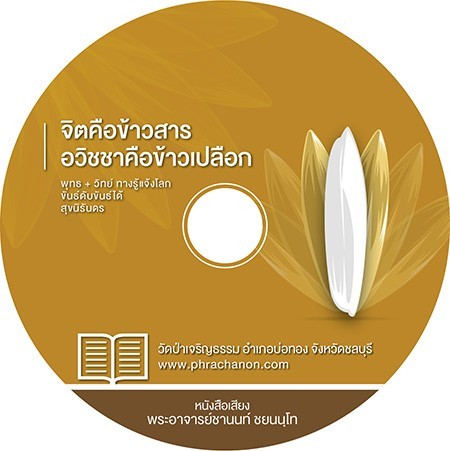 จิตคือข้าวสาร
อวิชชาคือข้าวเปลือก
พุทธ + วิทย์ ทางรู้แจ้งโลก
ขันธ์ดับขันธ์ได้
สุขนิรันดร
วัดป่าเจริญธรรม อำเภอบ่อทอง จังหวัดชลบุรี
www.phrachanon.com
หนังสือเสียง
พระอาจารย์ชานนท์ ชยนนฺโท